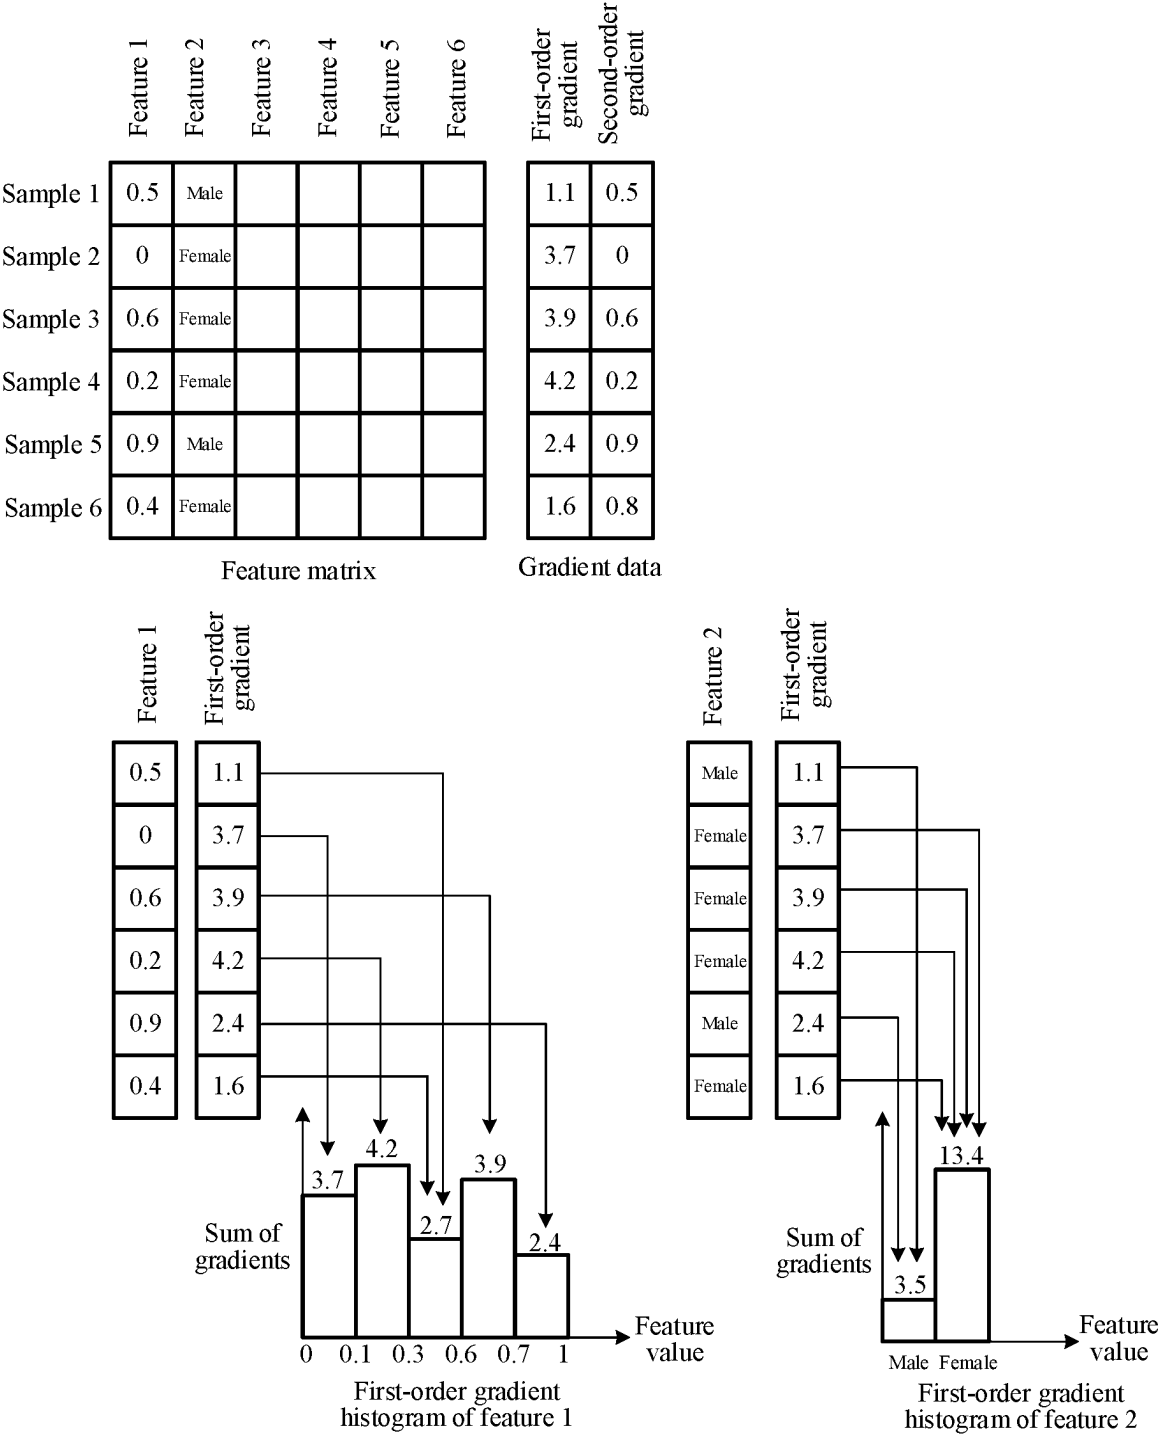 Feature 1
Feature 2
Feature 3
Feature 4
Feature 5
Feature 6
First-order
gradient
Second-order
gradient
Sample 1 0.5 Male 1.1 0.5
Sample 2 0 Female 3.7 0
Sample 3 0.6 Female 3.9 0.6
Sample 4 0.2 Female 4.2 0.2
Sample 5 0.9 Male 2.4 0.9
Sample 6 0.4 Female 1.6 0.8
Feature matrix
Gradient data
Feature 1
First-order
gradient
0.5 1.1
0 3.7
0.6 3.9
0.2 4.2
0.9 2.4
0.4 1.6
3.7
4.2
2.7
3.9
2.4
Sum of
gradients
0 0.1 0.3 0.6 0.7 1
Feature
value
First-order gradient
histogram of feature 1
Feature 2
First-order
gradient
Male 1.1
Female 3.7
Female 3.9
Female 4.2
Male 2.4
Female 1.6
13.4
3.5
Sum of
gradients
Male Female
Feature
value
First-order gradient
histogram of feature 2